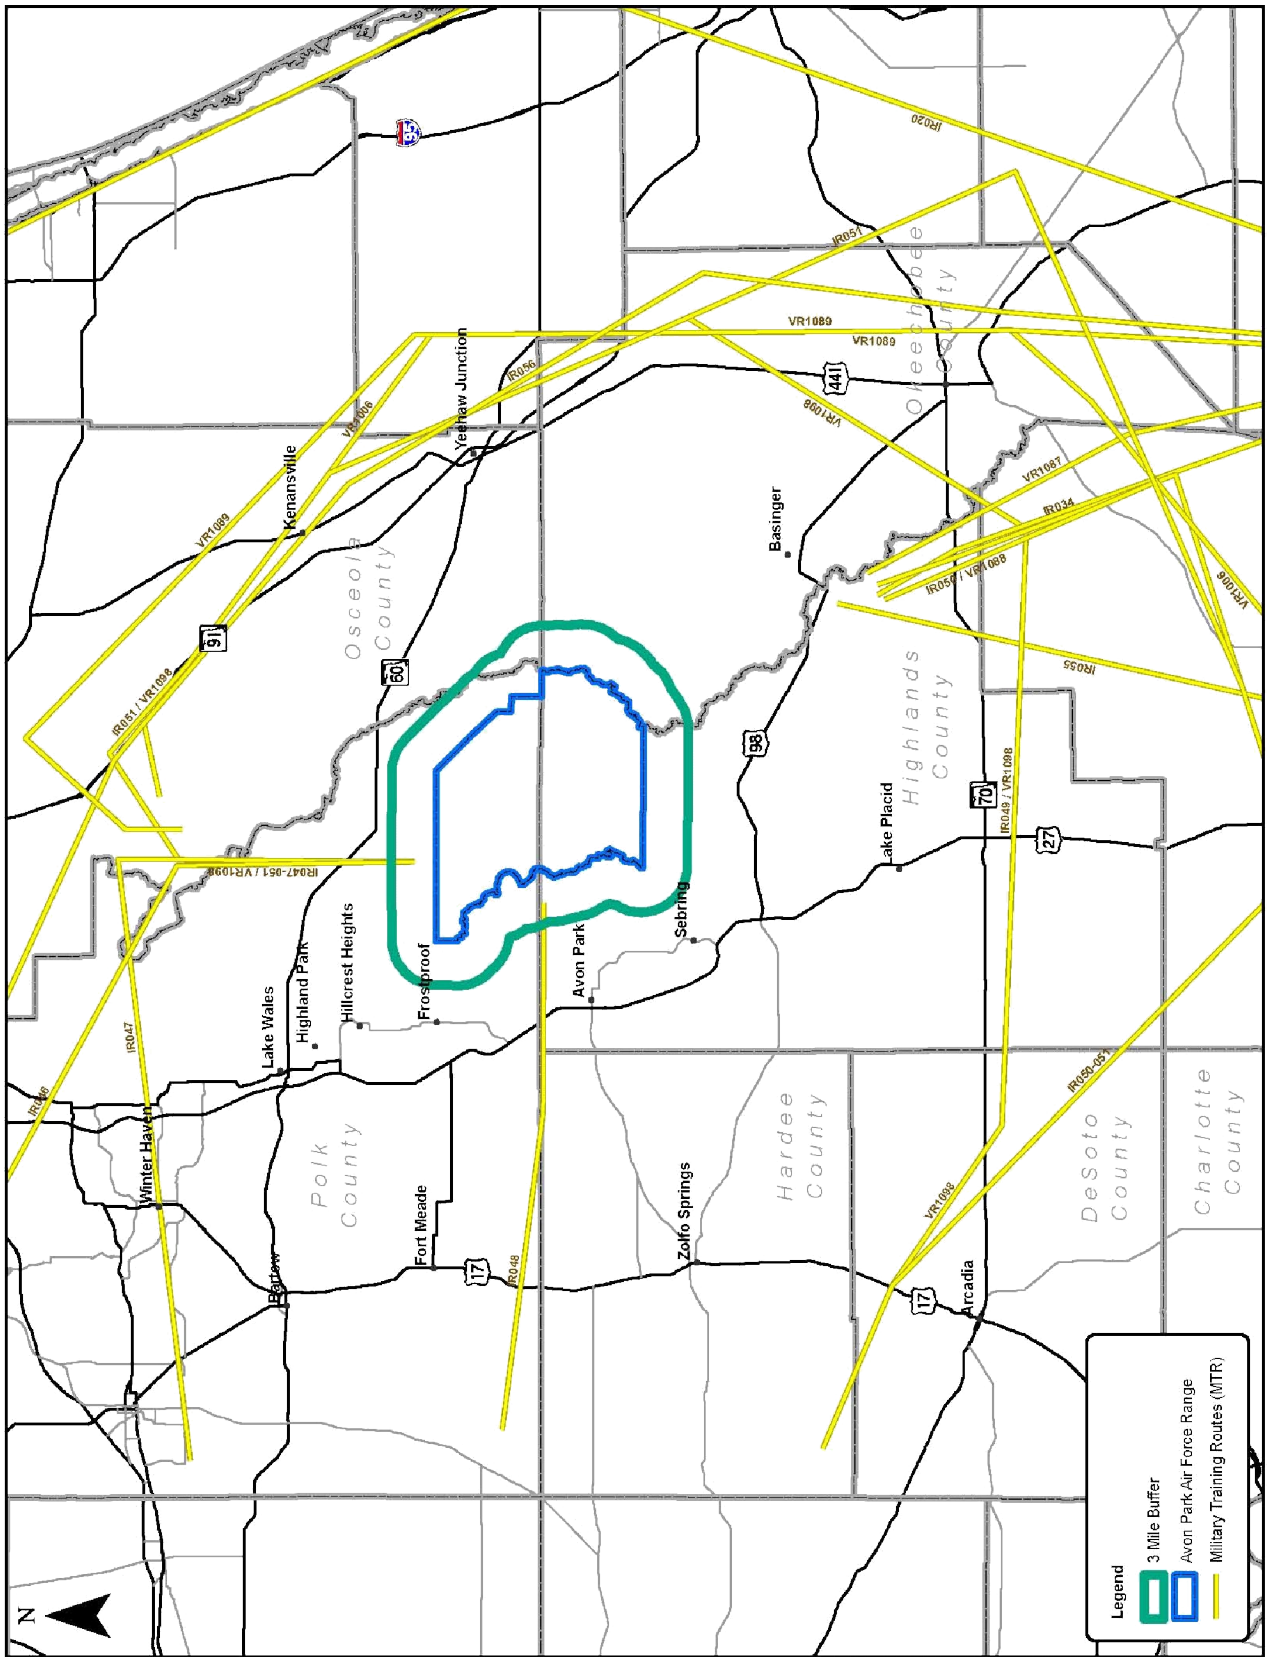 N
IR046
Winter Haven
IR047
IR047-051 / VR1098
IR051 / VR1098
91
VR1089
Kenansville
VR1006
95
Bartow
Lake Wales
Highland Park
Hillcrest Heights
Polk
County
Osceola
County
60
Yeehaw Junction
Fort Meade
17
Frostproof
IR048
IR056
Avon Park
Zolfo Springs
Sebring
98
Basinger
Hardee
County
VR1098
441
VR1089
VR1089
IR051
IR020
Lake Placid
Highlands
County
Okeechobee
County
VR1098
17
Arcadia
70
IR049 / VR1098
27
IR050 / VR1088
IR034
VR1087
IR055
VR1006
IR050-051
DeSoto
County
Charlotte
County
Legend
3 Mile Buffer
Avon Park Air Force Range
Military Training Routes (MTR)